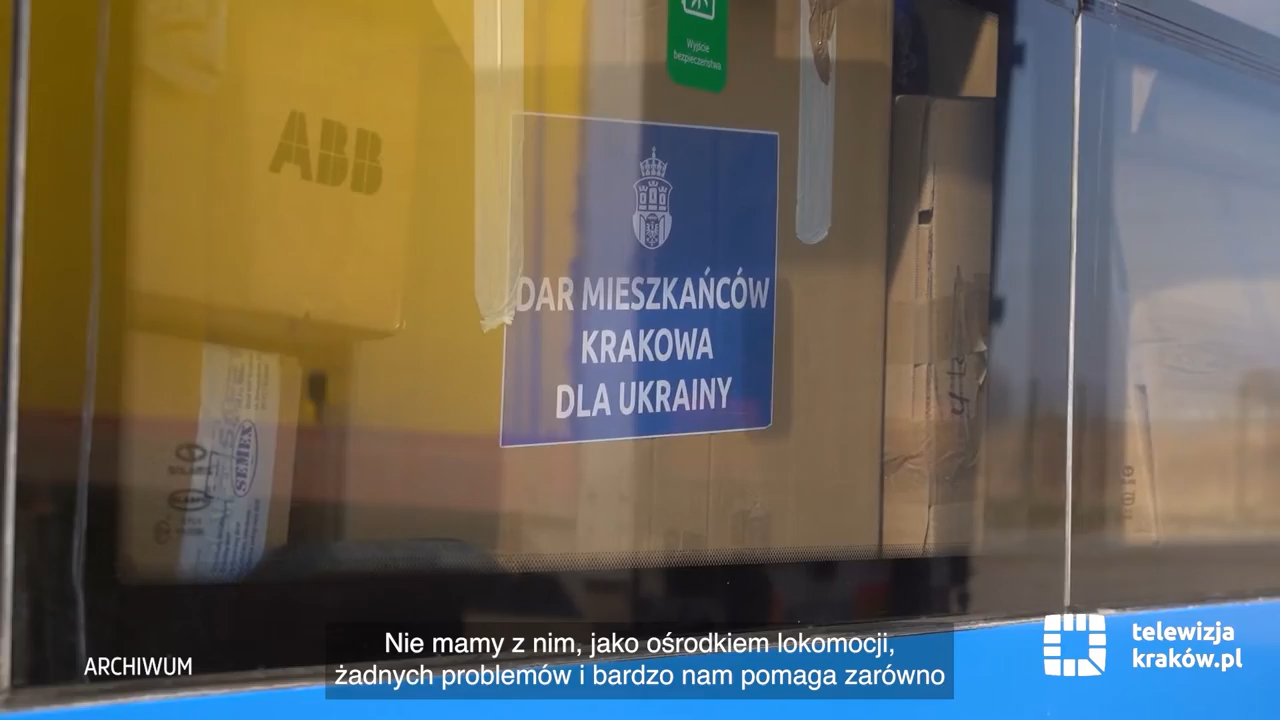 Wyjście
bezpieczeństwa
ABB
DAR MIESZKAŃCÓW
KRAKOWA
DLA UKRAINY
SEMEX
Nie mamy z nim, jako ośrodkiem lokomocji,
żadnych problemów i bardzo nam pomaga zarówno
ARCHIWUM
telewizja
kraków.pl